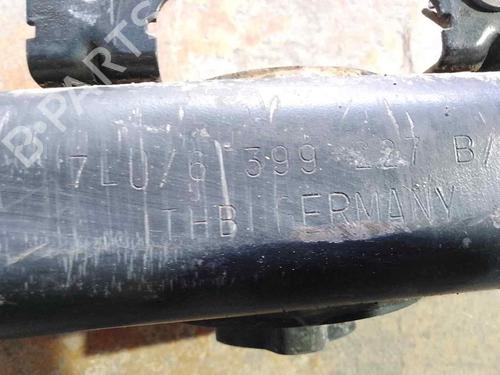 B-PARTS
7L0/6 399 227 B/
THB GERMANY